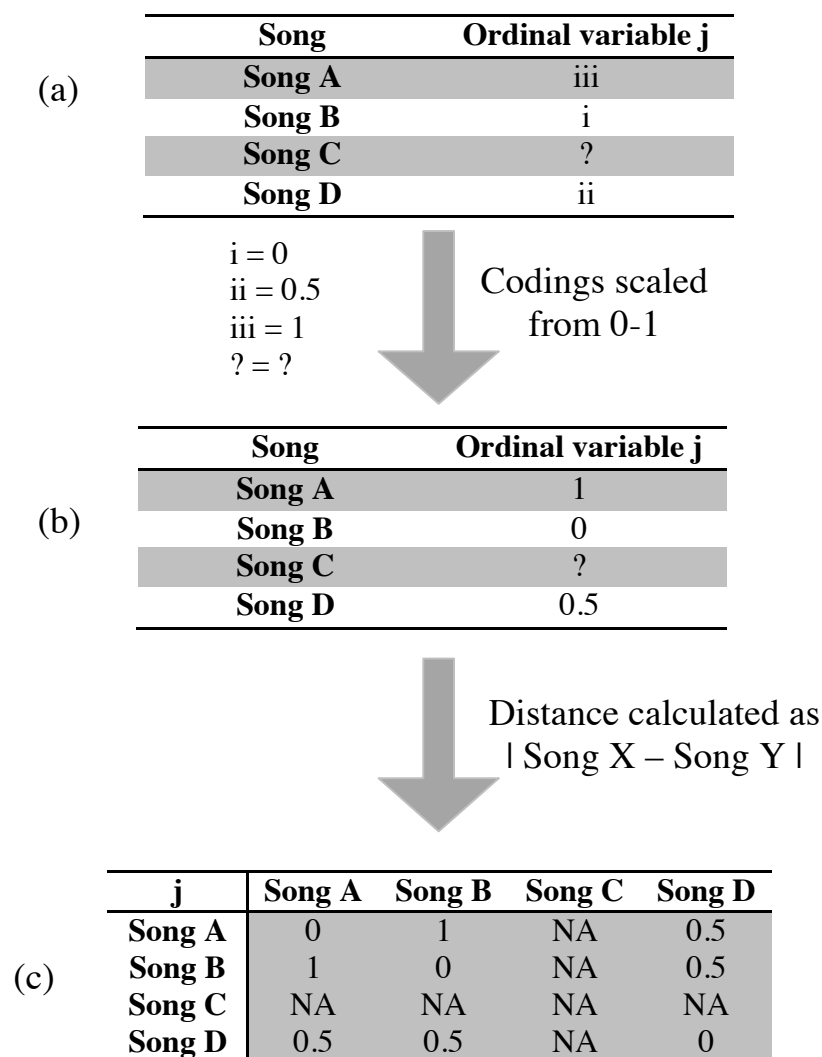 (a)
Song Ordinal variable j
Song A iii
Song B i
Song C ?
Song D ii
i = 0
ii = 0.5
iii = 1
? = ?
Codings scaled
from 0-1
(b)
Song Ordinal variable j
Song A 1
Song B 0
Song C ?
Song D 0.5
Distance calculated as
| Song X – Song Y |
(c)
j Song A Song B Song C Song D
Song A 0 1 NA 0.5
Song B 1 0 NA 0.5
Song C NA NA NA NA
Song D 0.5 0.5 NA 0